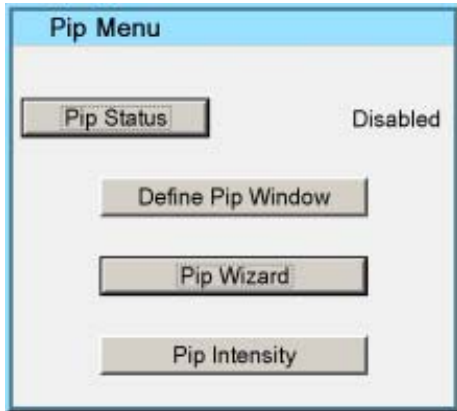 Pip Menu
Pip Status Disabled
Define Pip Window
Pip Wizard
Pip Intensity